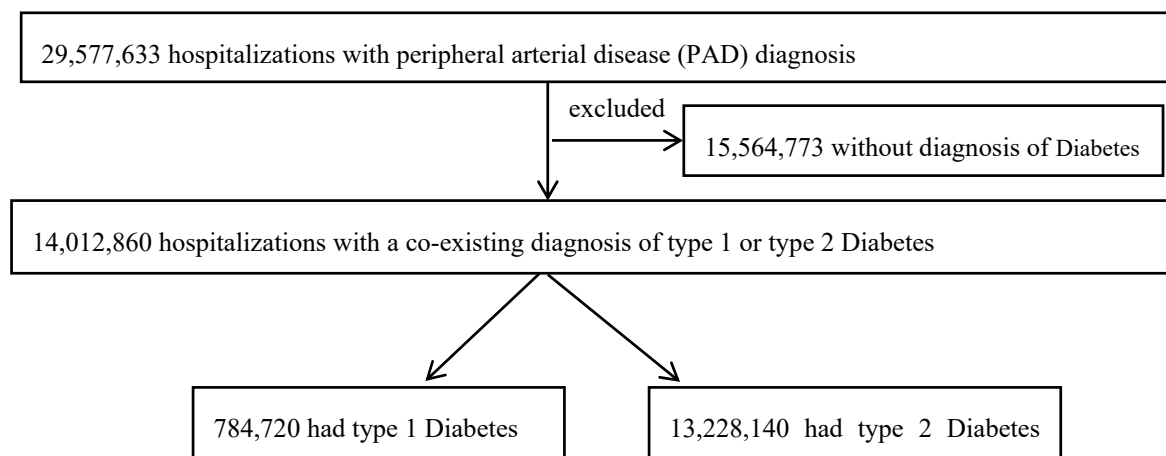 29,577,633 hospitalizations with peripheral arterial disease (PAD) diagnosis
excluded
15,564,773 without diagnosis of Diabetes
14,012,860 hospitalizations with a co-existing diagnosis of type 1 or type 2 Diabetes
784,720 had type 1 Diabetes
13,228,140 had type 2 Diabetes